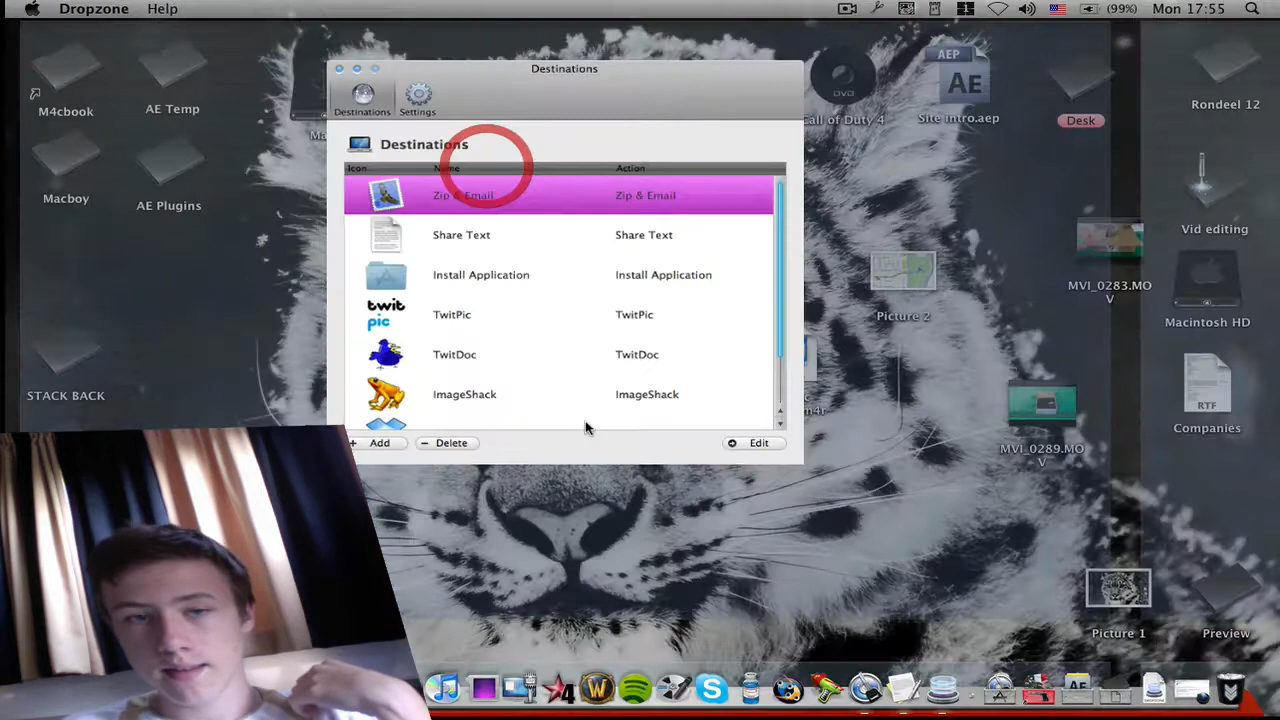 Dropzone Help (99%) Mon 17:55
Destinations
Destinations Settings
Destinations
Icon Name Action
Zip & Email Zip & Email
Share Text Share Text
Install Application Install Application
twit
pic
TwitPic TwitPic
TwitDoc TwitDoc
ImageShack ImageShack
+ Add − Delete Edit
M4cbook
AE Temp
Macboy
AE Plugins
STACK BACK
DVD
Call of Duty 4
AEP
AE
Site intro.aep
Desk
Rondeel 12
Vid editing
Picture 2
MVI_0283.MO
V
Macintosh HD
MVI_0289.MO
V
RTF
Companies
Picture 1
Preview
4
W
S
AE